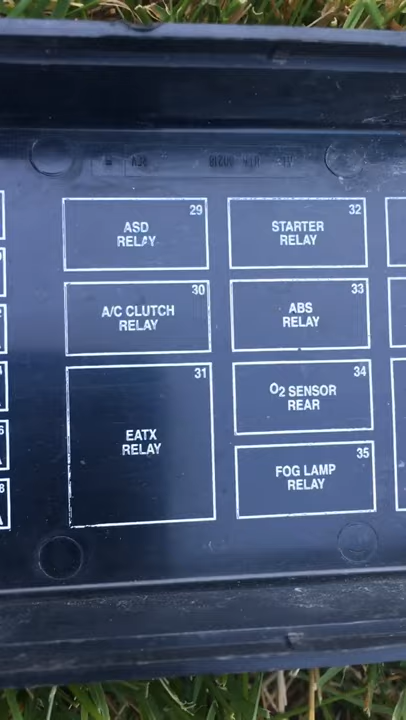 29
ASD
RELAY
30
A/C CLUTCH
RELAY
31
EATX
RELAY
32
STARTER
RELAY
33
ABS
RELAY
34
O2 SENSOR
REAR
35
FOG LAMP
RELAY